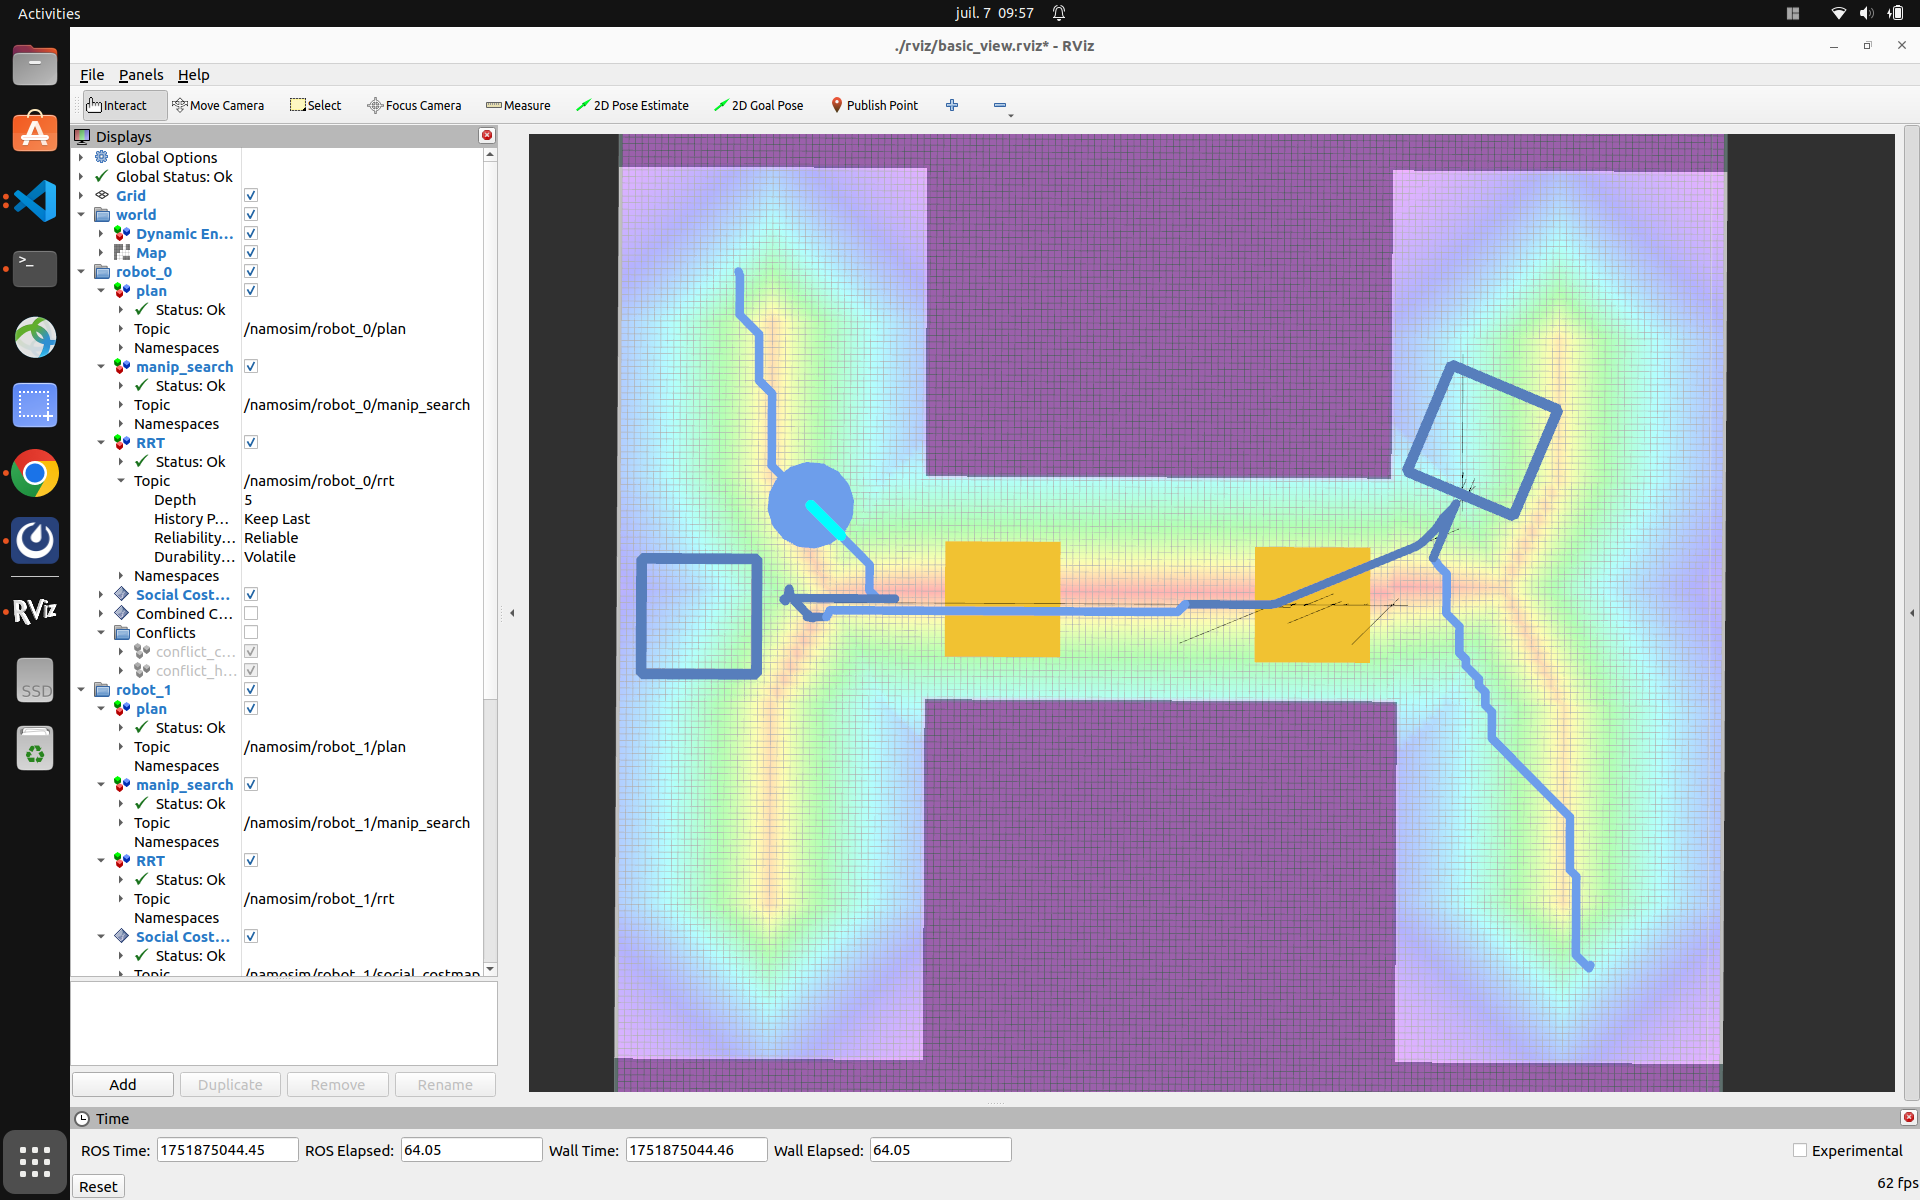 Activities
juil. 7 09:57
./rviz/basic_view.rviz* - RViz
File Panels Help
Interact Move Camera Select Focus Camera Measure 2D Pose Estimate 2D Goal Pose Publish Point
Displays
Global Options
Global Status: Ok
Grid
world
Dynamic En...
Map
robot_0
plan
Status: Ok
Topic /namosim/robot_0/plan
Namespaces
manip_search
Status: Ok
Topic /namosim/robot_0/manip_search
Namespaces
RRT
Status: Ok
Topic /namosim/robot_0/rrt
Depth 5
History P... Keep Last
Reliability... Reliable
Durability... Volatile
Namespaces
Social Cost...
Combined C...
Conflicts
conflict_c...
conflict_h...
robot_1
plan
Status: Ok
Topic /namosim/robot_1/plan
Namespaces
manip_search
Status: Ok
Topic /namosim/robot_1/manip_search
Namespaces
RRT
Status: Ok
Topic /namosim/robot_1/rrt
Namespaces
Social Cost...
Status: Ok
Topic /namosim/robot_1/social_costmap
Add Duplicate Remove Rename
Time
ROS Time: 1751875044.45 ROS Elapsed: 64.05 Wall Time: 1751875044.46 Wall Elapsed: 64.05 Experimental
Reset 62 fps
>_
SSD
RViz